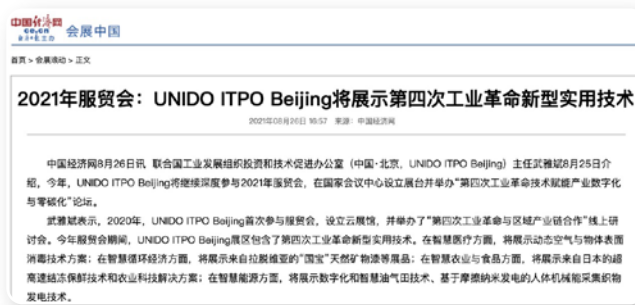 中国经济网
ce.cn
会展中国
首页 > 会展滚动 > 正文
2021年服贸会：UNIDO ITPO Beijing将展示第四次工业革命新型实用技术
2021年08月26日 16:57 来源：中国经济网
中国经济网8月26日讯 联合国工业发展组织投资和技术促进办公室（中国·北京，UNIDO ITPO Beijing）主任武雅斌8月25日介
绍，今年，UNIDO ITPO Beijing将继续深度参与2021年服贸会，在国家会议中心设立展台并举办“第四次工业革命技术赋能产业数字化
与零碳化”论坛。
武雅斌表示，2020年，UNIDO ITPO Beijing首次参与服贸会，设立云展馆，并举办了“第四次工业革命与区域产业链合作”线上研
讨会。今年服贸会期间，UNIDO ITPO Beijing展区包含了第四次工业革命新型实用技术。在智慧医疗方面，将展示动态空气与物体表面
消毒技术方案；在智慧循环经济方面，将展示来自拉脱维亚的“国宝”天然矿物漆等展品；在智慧农业与食品方面，将展示来自日本的超
高速结冻保鲜技术和农业科技解决方案；在智慧能源方面，将展示数字化和智慧油气田技术、基于摩擦纳米发电的人体机械能采集织物
发电技术。